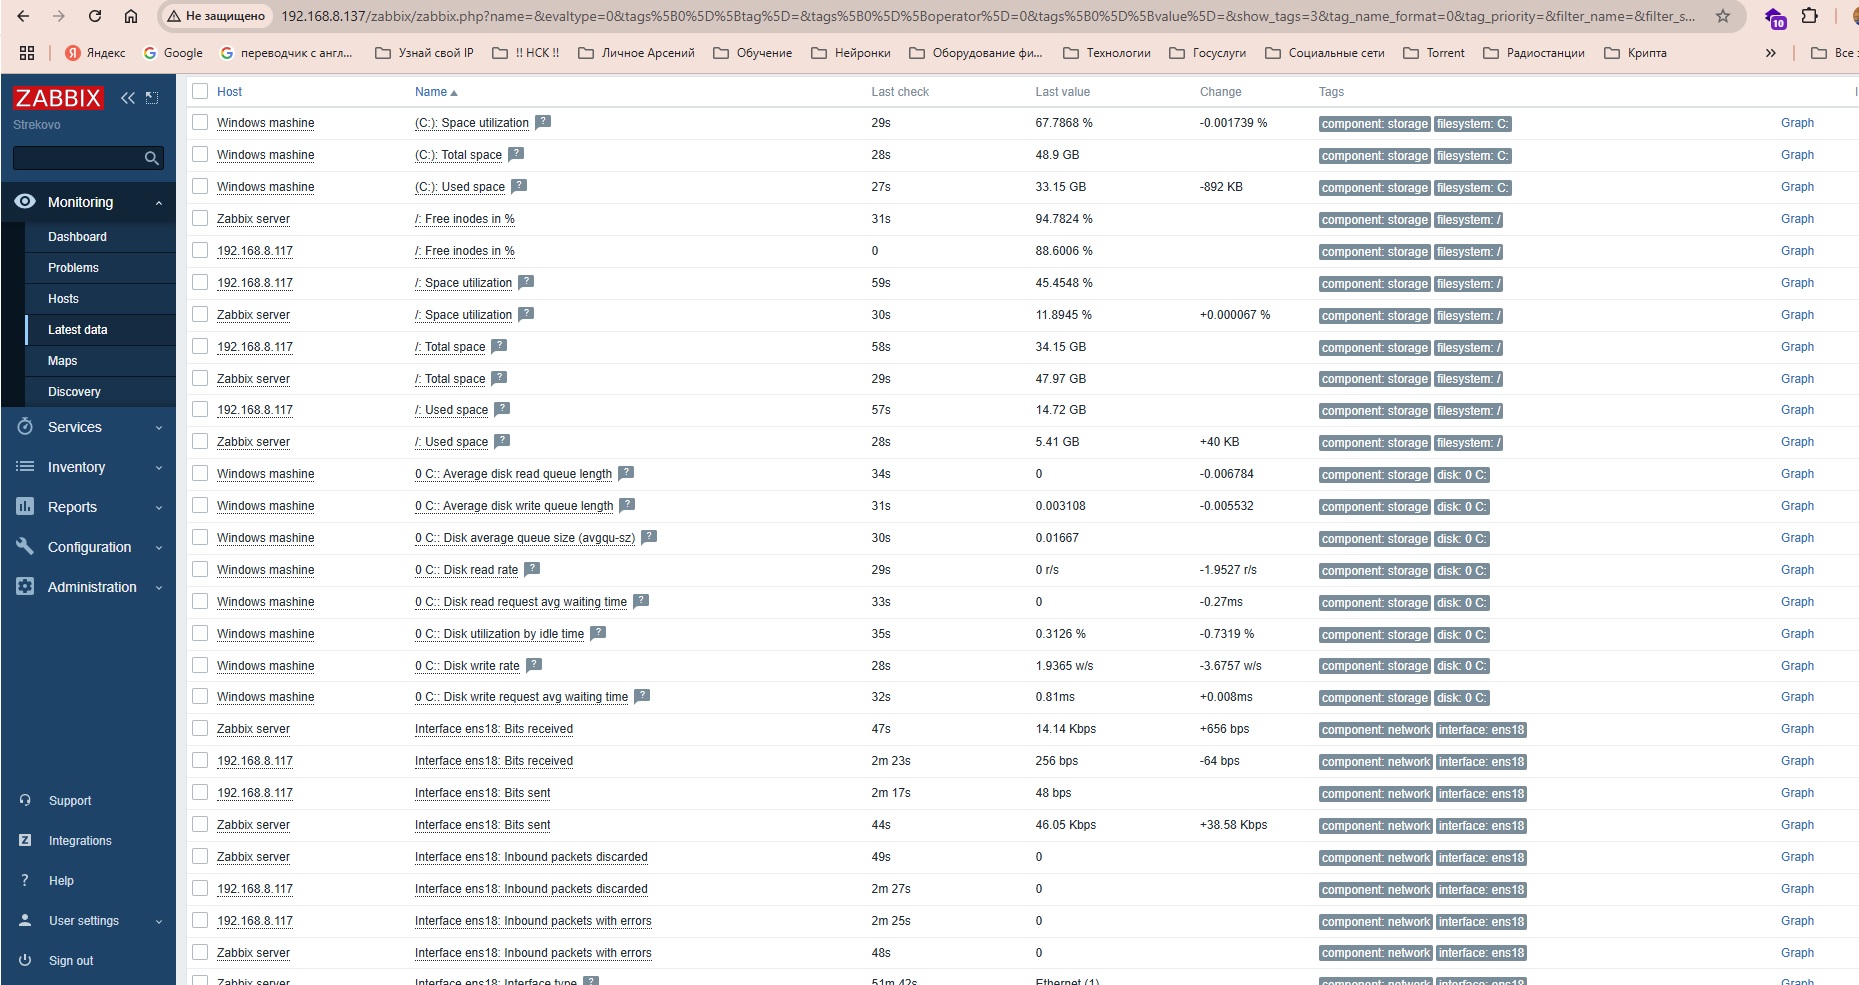 Не защищено 192.168.8.137/zabbix/zabbix.php?name=&evaltype=0&tags%5B0%5D%5Btag%5D=&tags%5B0%5D%5Boperator%5D=0&tags%5B0%5D%5Bvalue%5D=&show_tags=3&tag_name_format=0&tag_priority=&filter_name=&filter_s... 10
Яндекс Google переводчик с англ... Узнай свой IP !! НСК !! Личное Арсений Обучение Нейронки Оборудование фи... Технологии Госуслуги Социальные сети Torrent Радиостанции Крипта » Все
ZABBIX
Strekovo
Monitoring
Dashboard
Problems
Hosts
Latest data
Maps
Discovery
Services
Inventory
Reports
Configuration
Administration
Support
Integrations
Help
User settings
Sign out
Host Name Last check Last value Change Tags
Windows mashine (C:): Space utilization ? 29s 67.7868 % -0.001739 % component: storage filesystem: C: Graph
Windows mashine (C:): Total space ? 28s 48.9 GB component: storage filesystem: C: Graph
Windows mashine (C:): Used space ? 27s 33.15 GB -892 KB component: storage filesystem: C: Graph
Zabbix server /: Free inodes in % 31s 94.7824 % component: storage filesystem: / Graph
192.168.8.117 /: Free inodes in % 0 88.6006 % component: storage filesystem: / Graph
192.168.8.117 /: Space utilization ? 59s 45.4548 % component: storage filesystem: / Graph
Zabbix server /: Space utilization ? 30s 11.8945 % +0.000067 % component: storage filesystem: / Graph
192.168.8.117 /: Total space ? 58s 34.15 GB component: storage filesystem: / Graph
Zabbix server /: Total space ? 29s 47.97 GB component: storage filesystem: / Graph
192.168.8.117 /: Used space ? 57s 14.72 GB component: storage filesystem: / Graph
Zabbix server /: Used space ? 28s 5.41 GB +40 KB component: storage filesystem: / Graph
Windows mashine 0 C:: Average disk read queue length ? 34s 0 -0.006784 component: storage disk: 0 C: Graph
Windows mashine 0 C:: Average disk write queue length ? 31s 0.003108 -0.005532 component: storage disk: 0 C: Graph
Windows mashine 0 C:: Disk average queue size (avgqu-sz) ? 30s 0.01667 component: storage disk: 0 C: Graph
Windows mashine 0 C:: Disk read rate ? 29s 0 r/s -1.9527 r/s component: storage disk: 0 C: Graph
Windows mashine 0 C:: Disk read request avg waiting time ? 33s 0 -0.27ms component: storage disk: 0 C: Graph
Windows mashine 0 C:: Disk utilization by idle time ? 35s 0.3126 % -0.7319 % component: storage disk: 0 C: Graph
Windows mashine 0 C:: Disk write rate ? 28s 1.9365 w/s -3.6757 w/s component: storage disk: 0 C: Graph
Windows mashine 0 C:: Disk write request avg waiting time ? 32s 0.81ms +0.008ms component: storage disk: 0 C: Graph
Zabbix server Interface ens18: Bits received 47s 14.14 Kbps +656 bps component: network interface: ens18 Graph
192.168.8.117 Interface ens18: Bits received 2m 23s 256 bps -64 bps component: network interface: ens18 Graph
192.168.8.117 Interface ens18: Bits sent 2m 17s 48 bps component: network interface: ens18 Graph
Zabbix server Interface ens18: Bits sent 44s 46.05 Kbps +38.58 Kbps component: network interface: ens18 Graph
Zabbix server Interface ens18: Inbound packets discarded 49s 0 component: network interface: ens18 Graph
192.168.8.117 Interface ens18: Inbound packets discarded 2m 27s 0 component: network interface: ens18 Graph
192.168.8.117 Interface ens18: Inbound packets with errors 2m 25s 0 component: network interface: ens18 Graph
Zabbix server Interface ens18: Inbound packets with errors 48s 0 component: network interface: ens18 Graph
Zabbix server Interface ens18: Interface type ? 51m 42s Ethernet (1) component: network interface: ens18 Graph